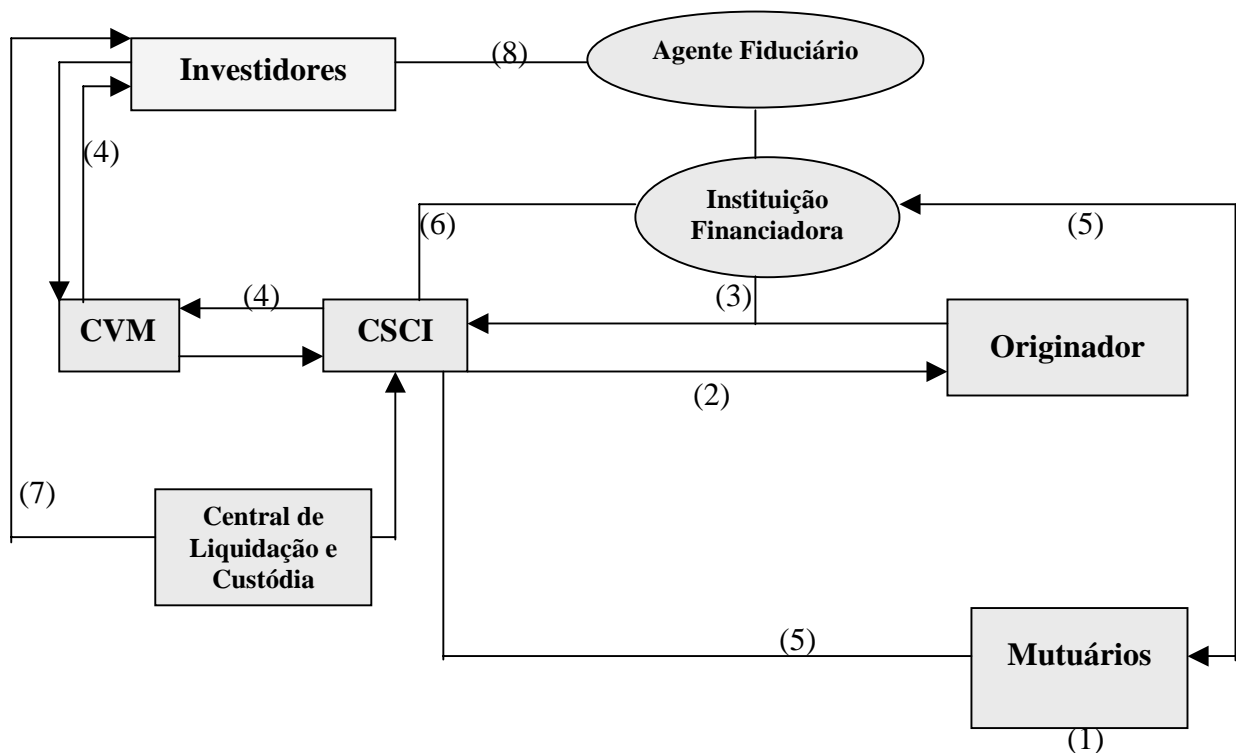 Investidores
(8)
Agente Fiduciário
(4)
Instituição
Financiadora
(6)
(5)
(4)
(3)
CVM
CSCI
Originador
(2)
(7)
Central de
Liquidação e
Custódia
(5)
Mutuários
(1)